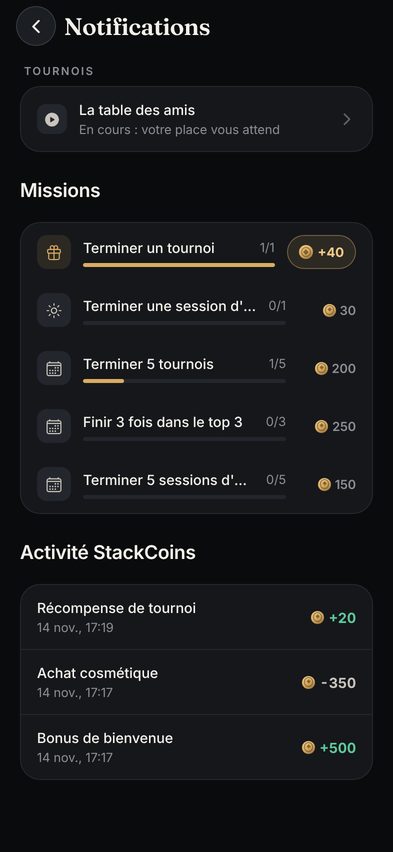 Notifications
TOURNOIS
La table des amis
En cours : votre place vous attend
Missions
Terminer un tournoi 1/1 +40
Terminer une session d'... 0/1 30
Terminer 5 tournois 1/5 200
Finir 3 fois dans le top 3 0/3 250
Terminer 5 sessions d'... 0/5 150
Activité StackCoins
Récompense de tournoi +20
14 nov., 17:19
Achat cosmétique -350
14 nov., 17:17
Bonus de bienvenue +500
14 nov., 17:17